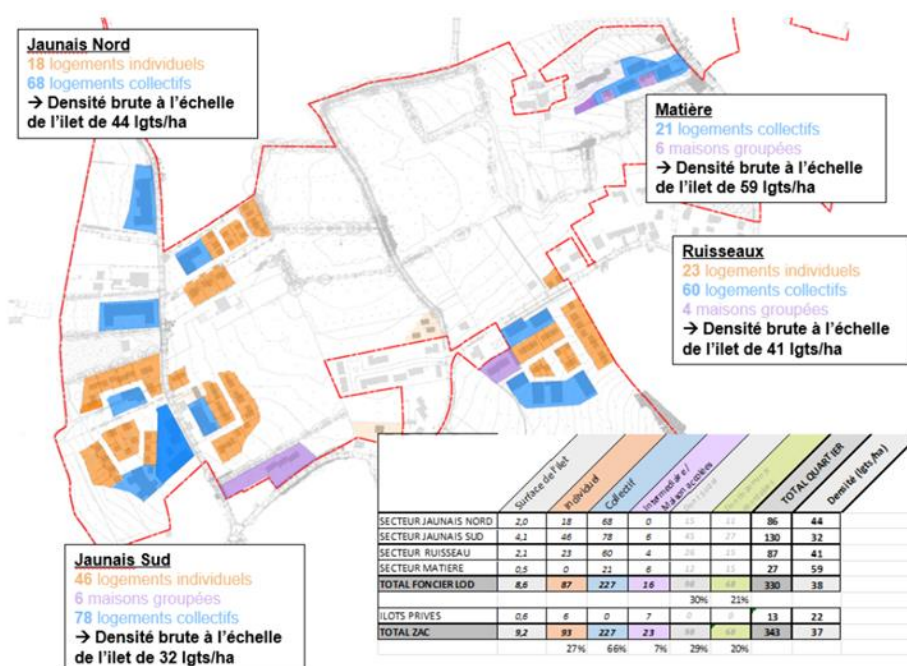 Jaunais Nord
18 logements individuels
68 logements collectifs
→ Densité brute à l'échelle
de l'ilet de 44 lgts/ha
Matière
21 logements collectifs
6 maisons groupées
→ Densité brute à l'échelle
de l'ilet de 59 lgts/ha
Ruisseaux
23 logements individuels
60 logements collectifs
4 maisons groupées
→ Densité brute à l'échelle
de l'ilet de 41 lgts/ha
Jaunais Sud
46 logements individuels
6 maisons groupées
78 logements collectifs
→ Densité brute à l'échelle
de l'ilet de 32 lgts/ha
Surface de l'ilet
Individuel
Collectif
Intermédiaire /
Maison accolées
TOTAL QUARTIER
Densité (lgts/ha)
SECTEUR JAUNAIS NORD 2,0 18 68 0 15 11 86 44
SECTEUR JAUNAIS SUD 4,1 46 78 6 45 27 130 32
SECTEUR RUISSEAU 2,1 23 60 4 26 15 87 41
SECTEUR MATIERE 0,5 0 21 6 12 15 27 59
TOTAL FONCIER LOD 8,6 87 227 16 98 68 330 38
30% 21%
ILOTS PRIVES 0,6 6 0 7 0 0 13 22
TOTAL ZAC 9,2 93 227 23 98 68 343 37
27% 66% 7% 29% 20%